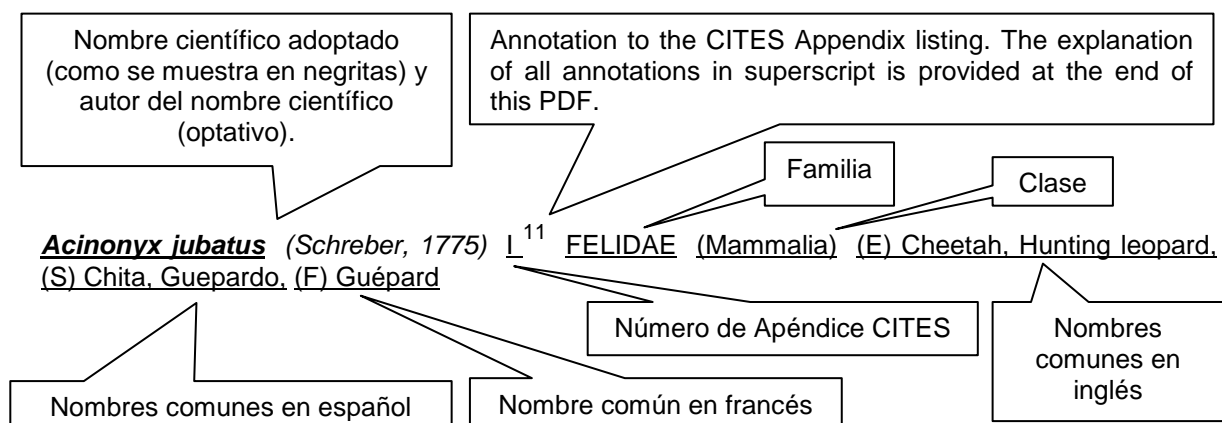 Nombre científico adoptado
(como se muestra en negritas) y
autor del nombre científico
(optativo).
Annotation to the CITES Appendix listing. The explanation
of all annotations in superscript is provided at the end of
this PDF.
Familia
Clase
Acinonyx jubatus (Schreber, 1775) I 11 FELIDAE (Mammalia) (E) Cheetah, Hunting leopard,
(S) Chita, Guepardo, (F) Guépard
Número de Apéndice CITES
Nombres
comunes en
inglés
Nombres comunes en español
Nombre común en francés